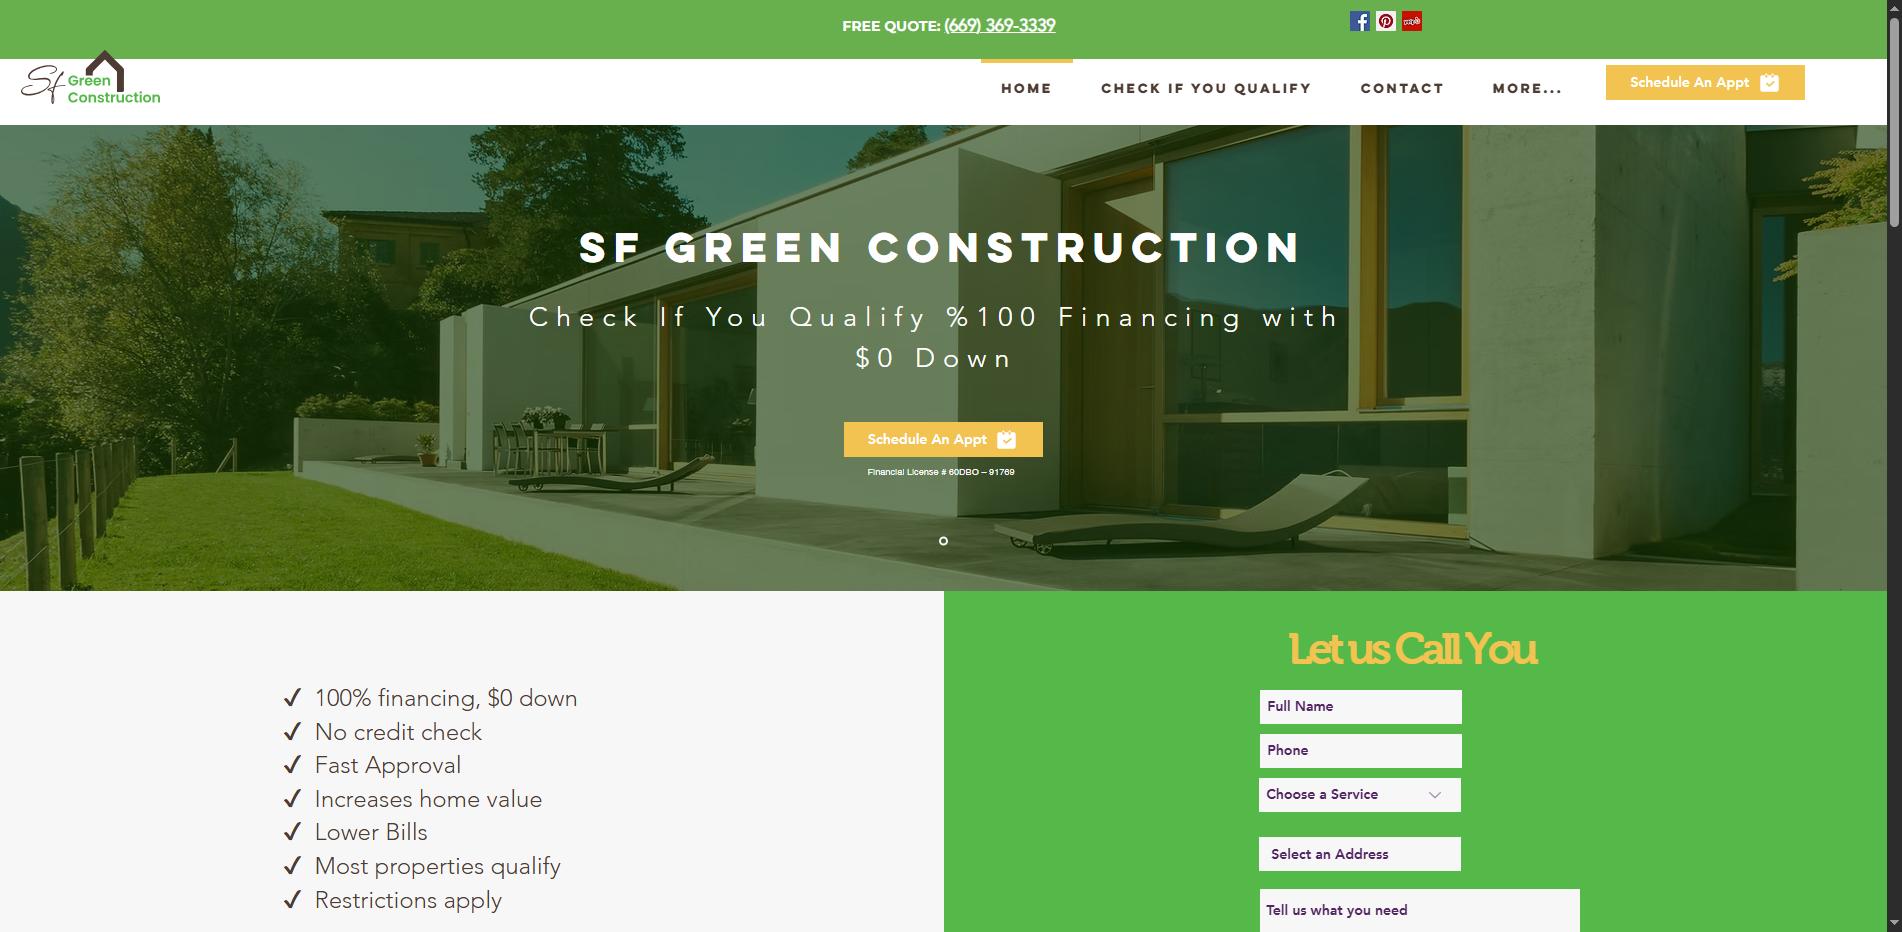 FREE QUOTE: (669) 369-3339
Sf Green
Construction
HOME
CHECK IF YOU QUALIFY
CONTACT
MORE...
Schedule An Appt
SF GREEN CONSTRUCTION
Check If You Qualify %100 Financing with
$0 Down
Schedule An Appt
Financial License # 60DBO – 91769
✓ 100% financing, $0 down
✓ No credit check
✓ Fast Approval
✓ Increases home value
✓ Lower Bills
✓ Most properties qualify
✓ Restrictions apply
Let us Call You
Full Name
Phone
Choose a Service
Select an Address
Tell us what you need